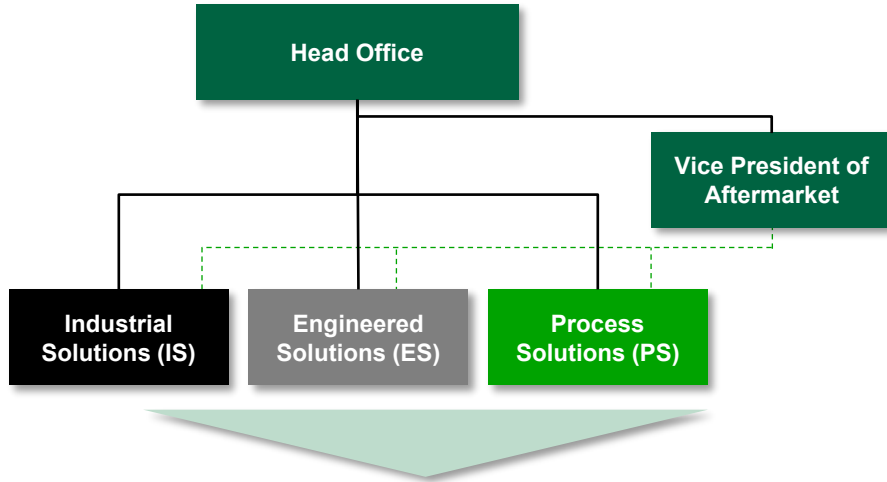 Head Office
Vice President of
Aftermarket
Industrial
Solutions (IS)
Engineered
Solutions (ES)
Process
Solutions (PS)